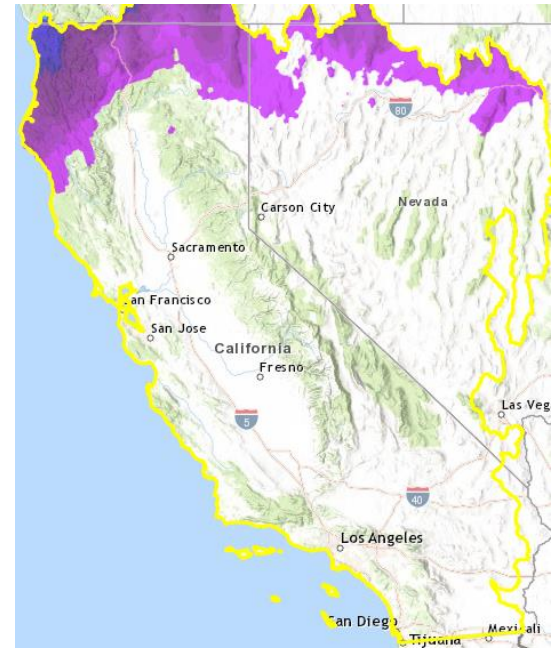 80
Carson City
Nevada
Sacramento
an Francisco
San Jose
California
Fresno
5
Las Veg
40
Los Angeles
San Diego
Tijuana
Mexicali